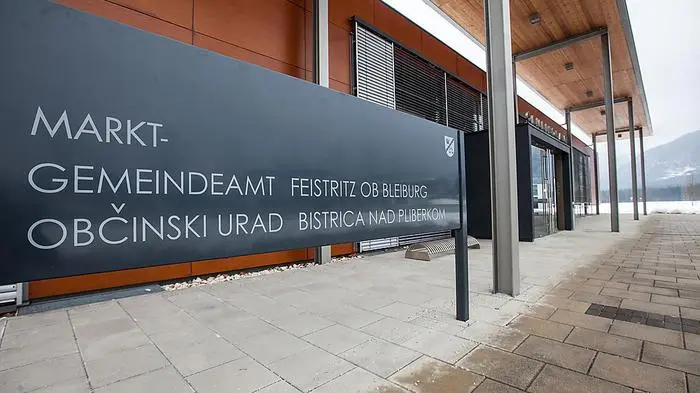 MARKT-
GEMEINDEAMT FEISTRITZ OB BLEIBURG
OBČINSKI URAD BISTRICA NAD PLIBERKOM